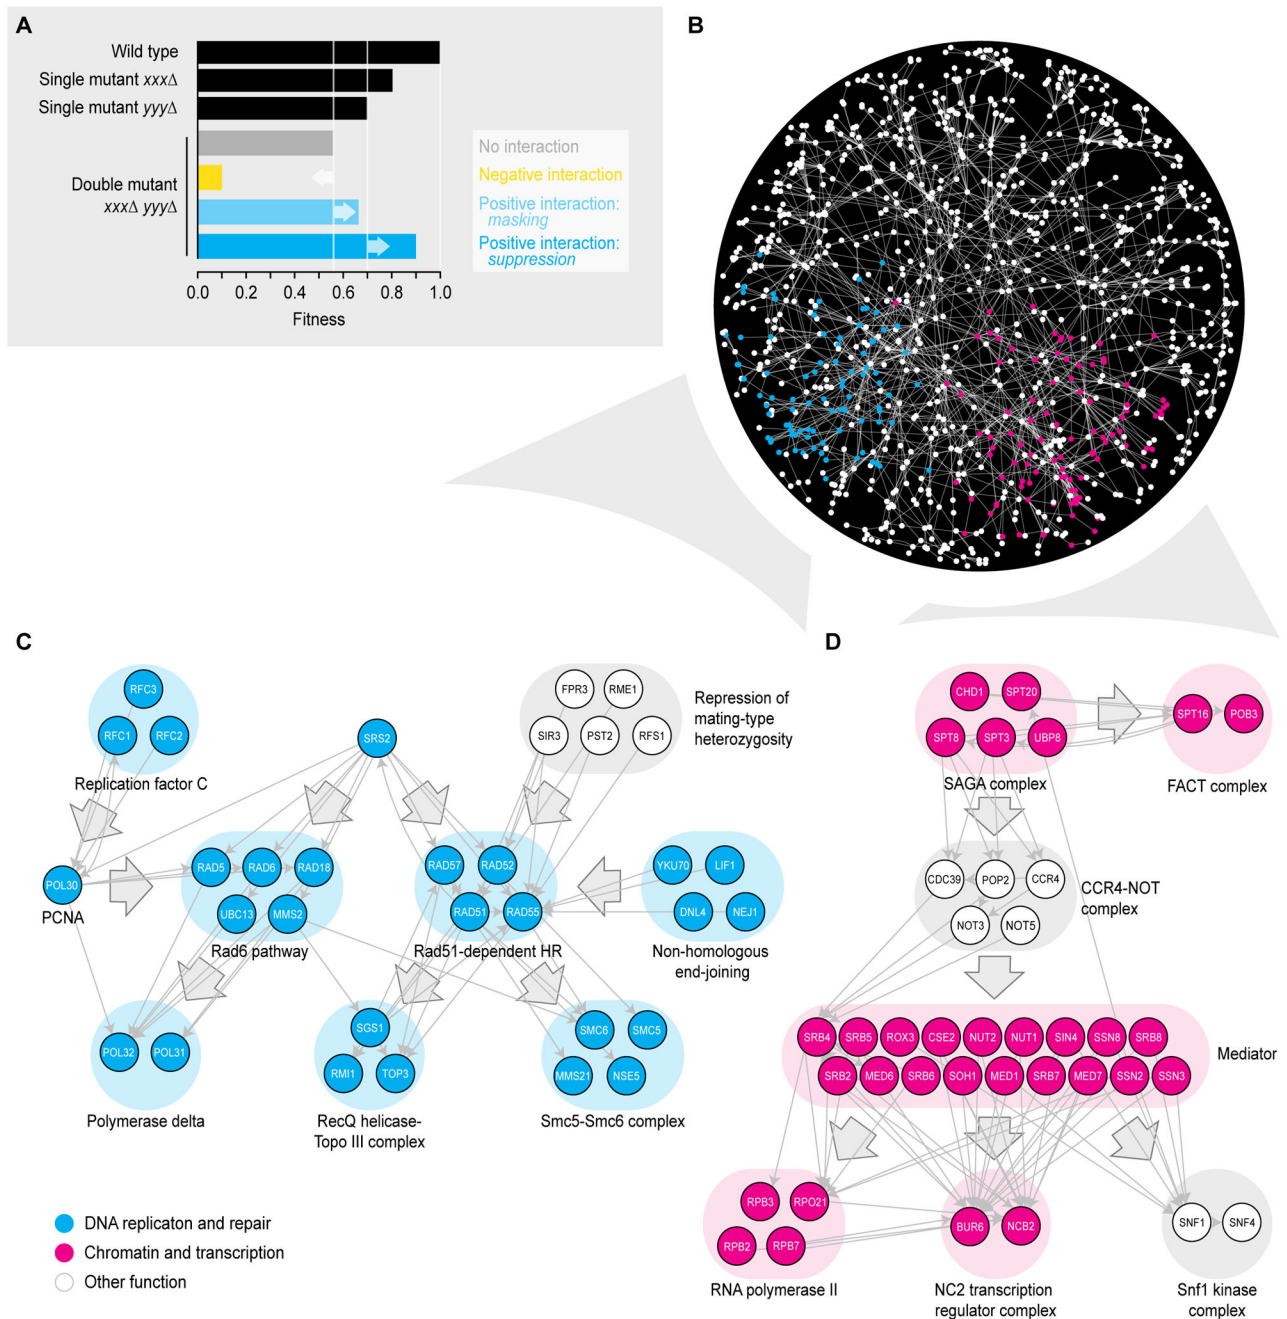 A
Wild type
Single mutant xxxΔ
Single mutant yyyΔ
Double mutant
xxxΔ yyyΔ
No interaction
Negative interaction
Positive interaction:
masking
Positive interaction:
suppression
0.0 0.2 0.4 0.6 0.8 1.0
Fitness
B
C
RFC3
RFC1 RFC2
Replication factor C
SRS2
FPR3 RME1
SIR3 PST2 RFS1
Repression of
mating-type
heterozygosity
POL30
PCNA
RAD5 RAD6 RAD18
UBC13 MMS2
Rad6 pathway
RAD57 RAD52
RAD51 RAD55
Rad51-dependent HR
YKU70 LIF1
DNL4 NEJ1
Non-homologous
end-joining
POL32 POL31
Polymerase delta
SGS1
RMI1 TOP3
RecQ helicase-
Topo III complex
SMC6 SMC5
MMS21 NSE5
Smc5-Smc6 complex
DNA replicaton and repair
Chromatin and transcription
Other function
D
CHD1 SPT20
SPT8 SPT3 UBP8
SAGA complex
SPT16 POB3
FACT complex
CDC39 POP2 CCR4
NOT3 NOT5
CCR4-NOT
complex
SRB4 SRB5 ROX3 CSE2 NUT2 NUT1 SIN4 SSN8 SRB8
SRB2 MED6 SRB6 SOH1 MED1 SRB7 MED7 SSN2 SSN3
Mediator
RPB3 RPO21
RPB2 RPB7
RNA polymerase II
BUR6 NCB2
NC2 transcription
regulator complex
SNF1 SNF4
Snf1 kinase
complex